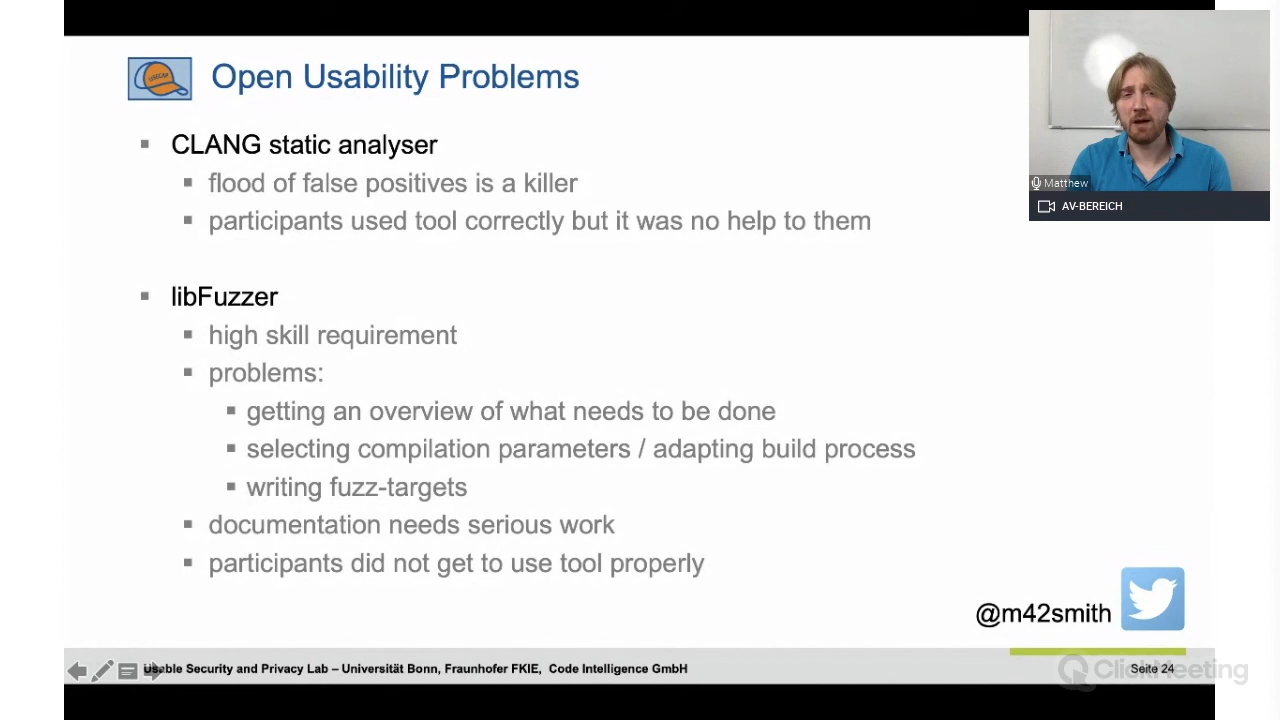 USECAP
Open Usability Problems
CLANG static analyser
flood of false positives is a killer
participants used tool correctly but it was no help to them
libFuzzer
high skill requirement
problems:
getting an overview of what needs to be done
selecting compilation parameters / adapting build process
writing fuzz-targets
documentation needs serious work
participants did not get to use tool properly
@m42smith
Usable Security and Privacy Lab – Universität Bonn, Fraunhofer FKIE, Code Intelligence GmbH
Seite 24
ClickMeeting
Matthew
AV-BEREICH